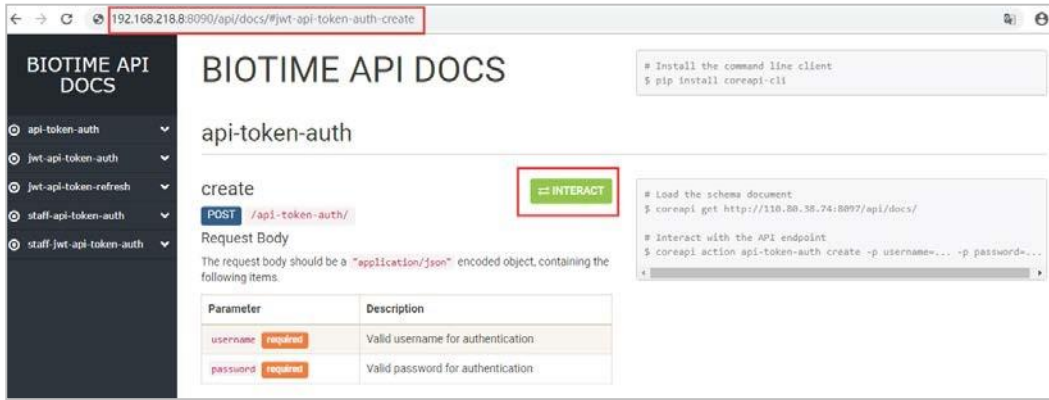 192.168.218.8:8090/api/docs/#jwt-api-token-auth-create
BIOTIME API
DOCS
api-token-auth
jwt-api-token-auth
jwt-api-token-refresh
staff-api-token-auth
staff-jwt-api-token-auth
BIOTIME API DOCS
# Install the command line client
$ pip install coreapi-cli
api-token-auth
create
INTERACT
POST /api-token-auth/
Request Body
The request body should be a "application/json" encoded object, containing the
following items.
Parameter Description
username required Valid username for authentication
password required Valid password for authentication
# Load the schema document
$ coreapi get http://110.80.38.74:8097/api/docs/
# Interact with the API endpoint
$ coreapi action api-token-auth create -p username=... -p password=...